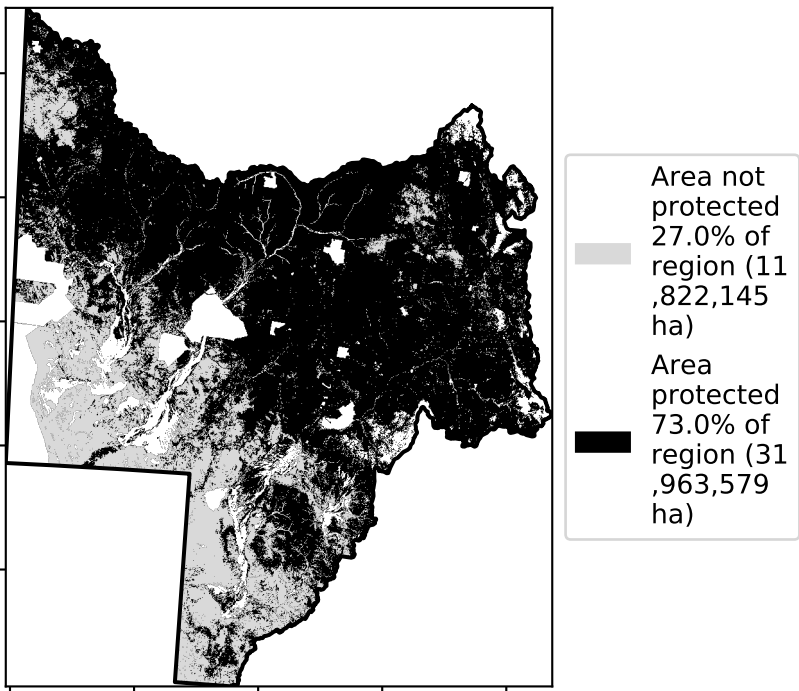 Area not
protected
27.0% of
region (11
,822,145
ha)
Area
protected
73.0% of
region (31
,963,579
ha)